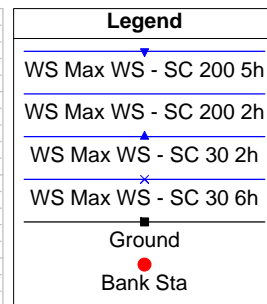 Legend
WS Max WS - SC 200 5h
WS Max WS - SC 200 2h
WS Max WS - SC 30 2h
WS Max WS - SC 30 6h
Ground
Bank Sta